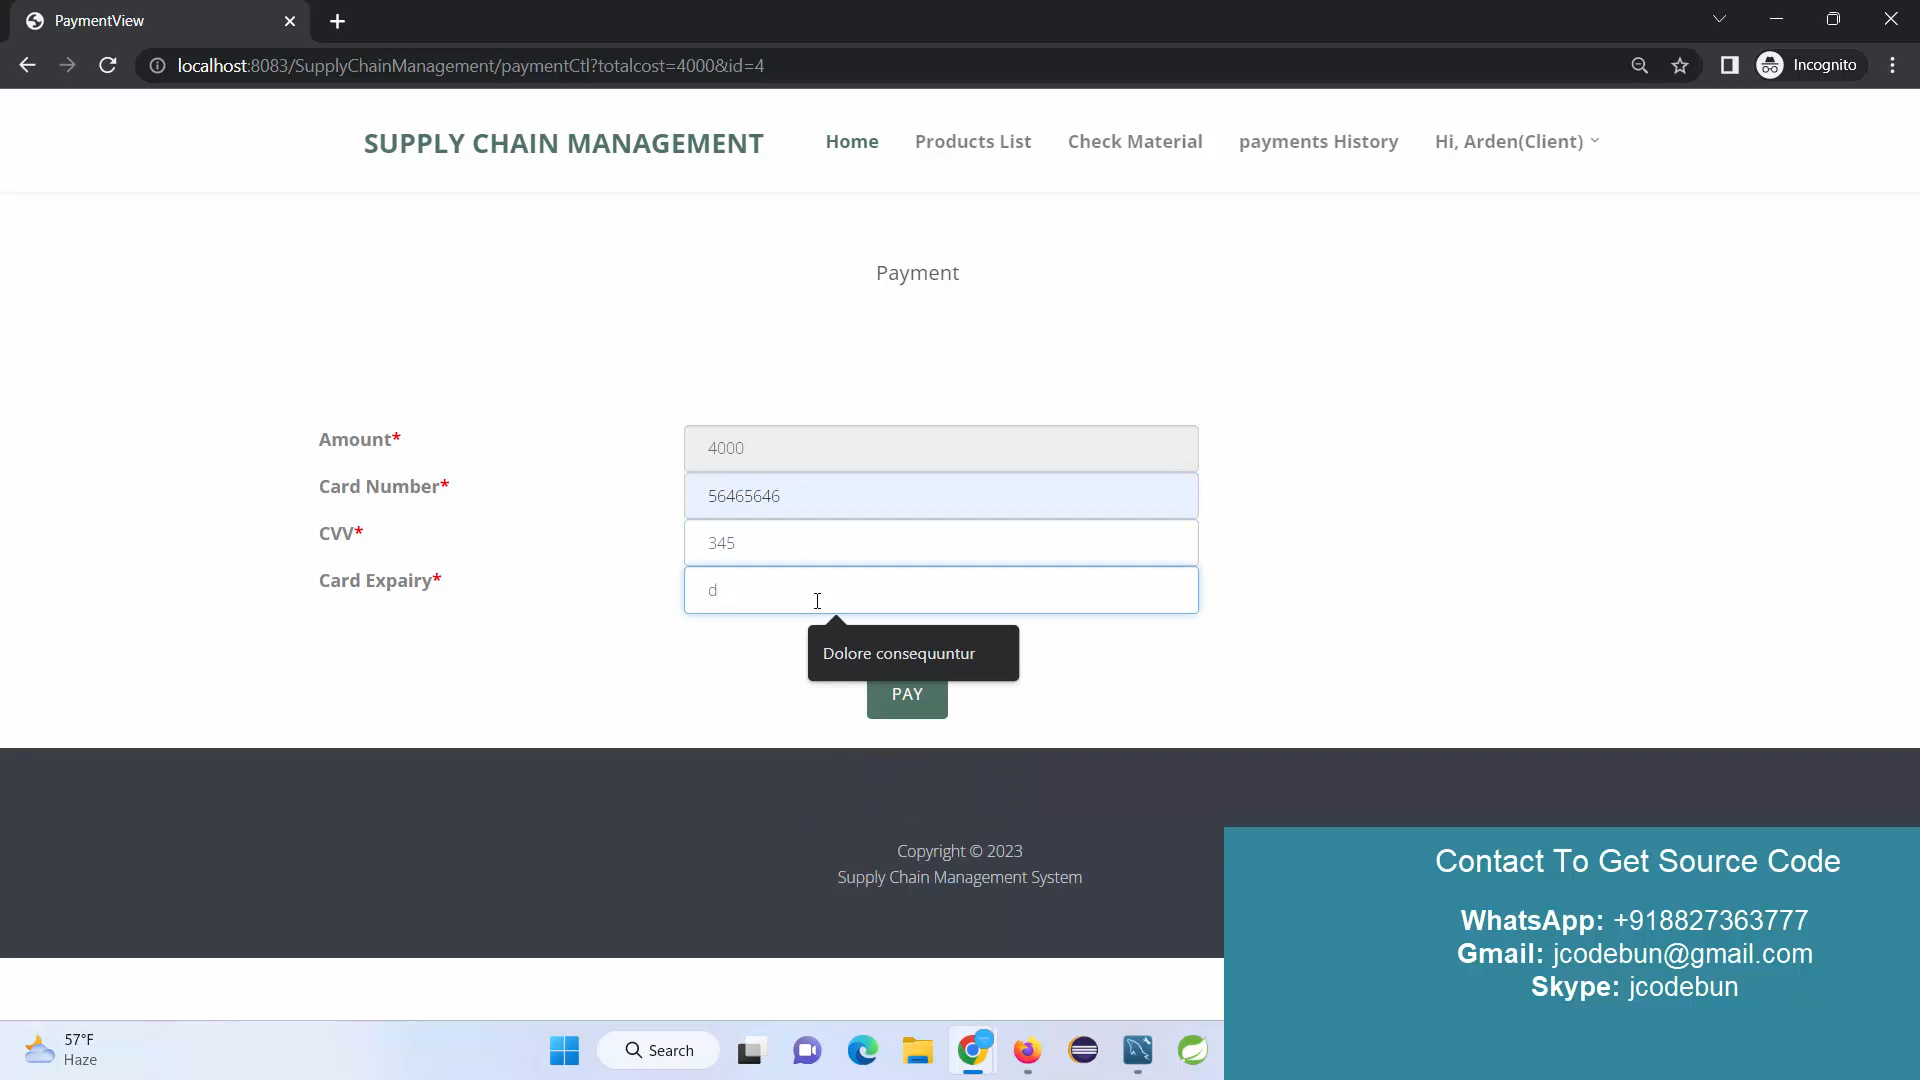 PaymentView
localhost:8083/SupplyChainManagement/paymentCtl?totalcost=4000&id=4
Incognito
SUPPLY CHAIN MANAGEMENT
Home
Products List
Check Material
payments History
Hi, Arden(Client)
Payment
Amount*
4000
Card Number*
56465646
CVV*
345
Card Expairy*
d
Dolore consequuntur
PAY
Copyright © 2023
Supply Chain Management System
Contact To Get Source Code
WhatsApp: +918827363777
Gmail: jcodebun@gmail.com
Skype: jcodebun
57°F
Haze
Search